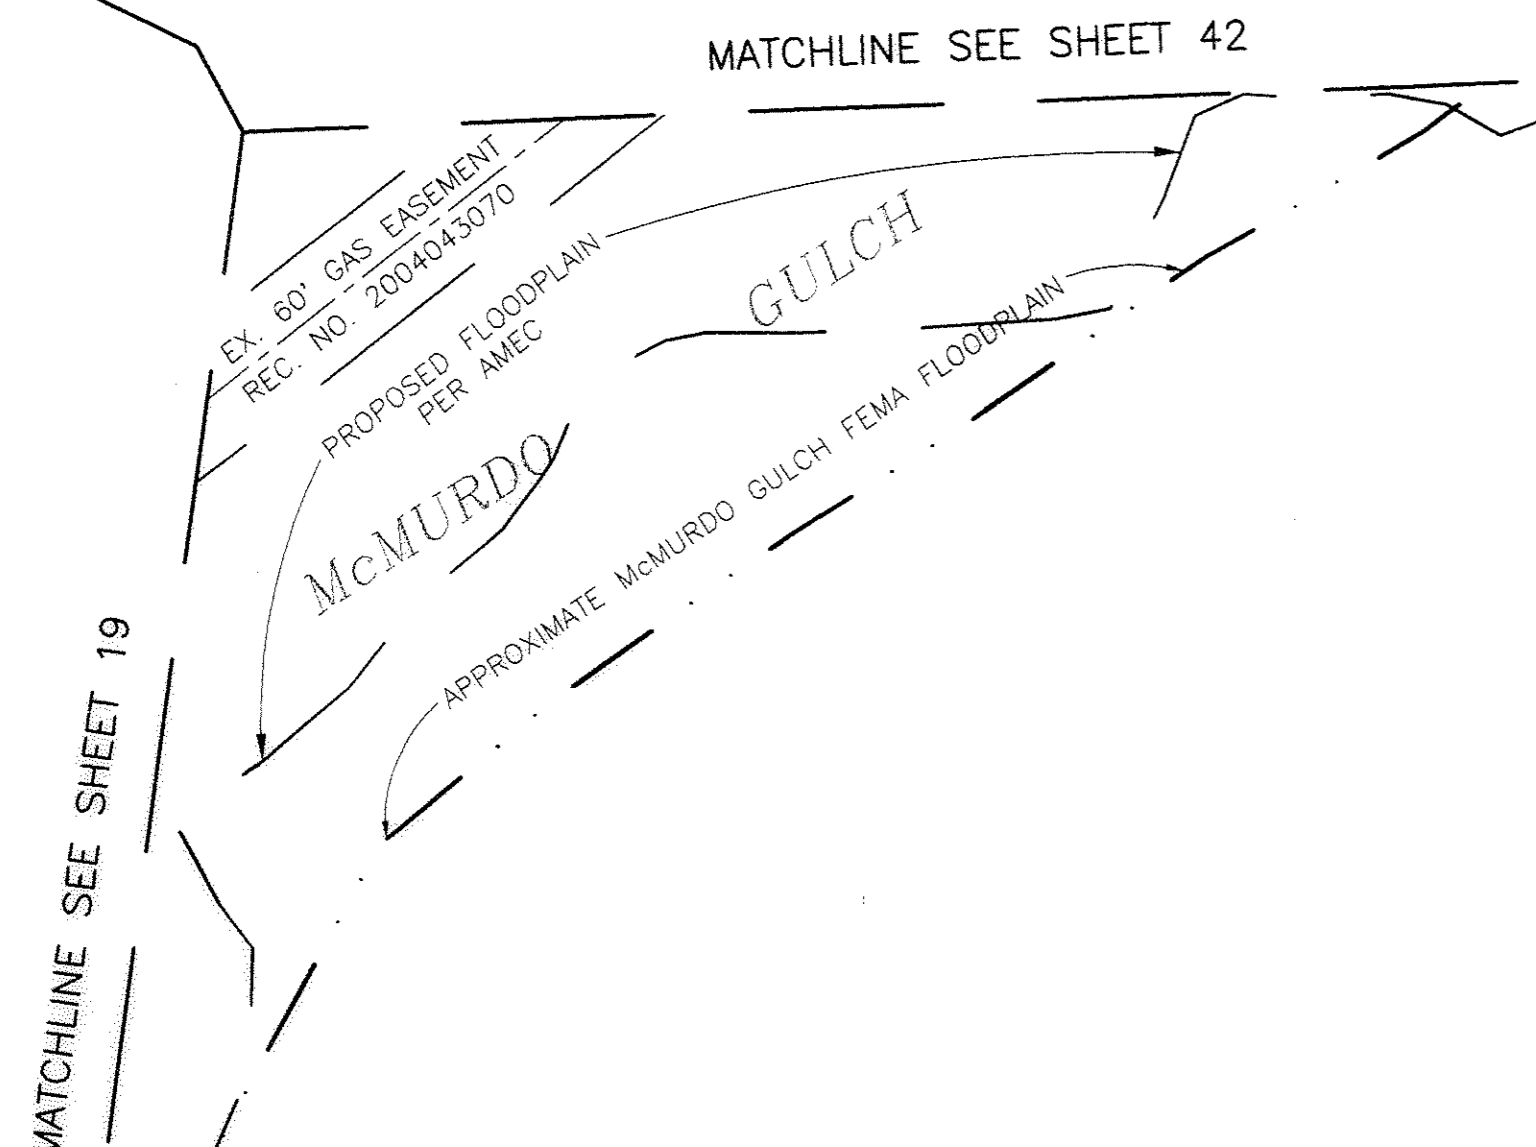 MATCHLINE SEE SHEET 42
EX. 60' GAS EASEMENT
REC. NO. 2004043070
PROPOSED FLOODPLAIN
PER AMEC
McMURDO GULCH
APPROXIMATE McMURDO GULCH FEMA FLOODPLAIN
MATCHLINE SEE SHEET 19